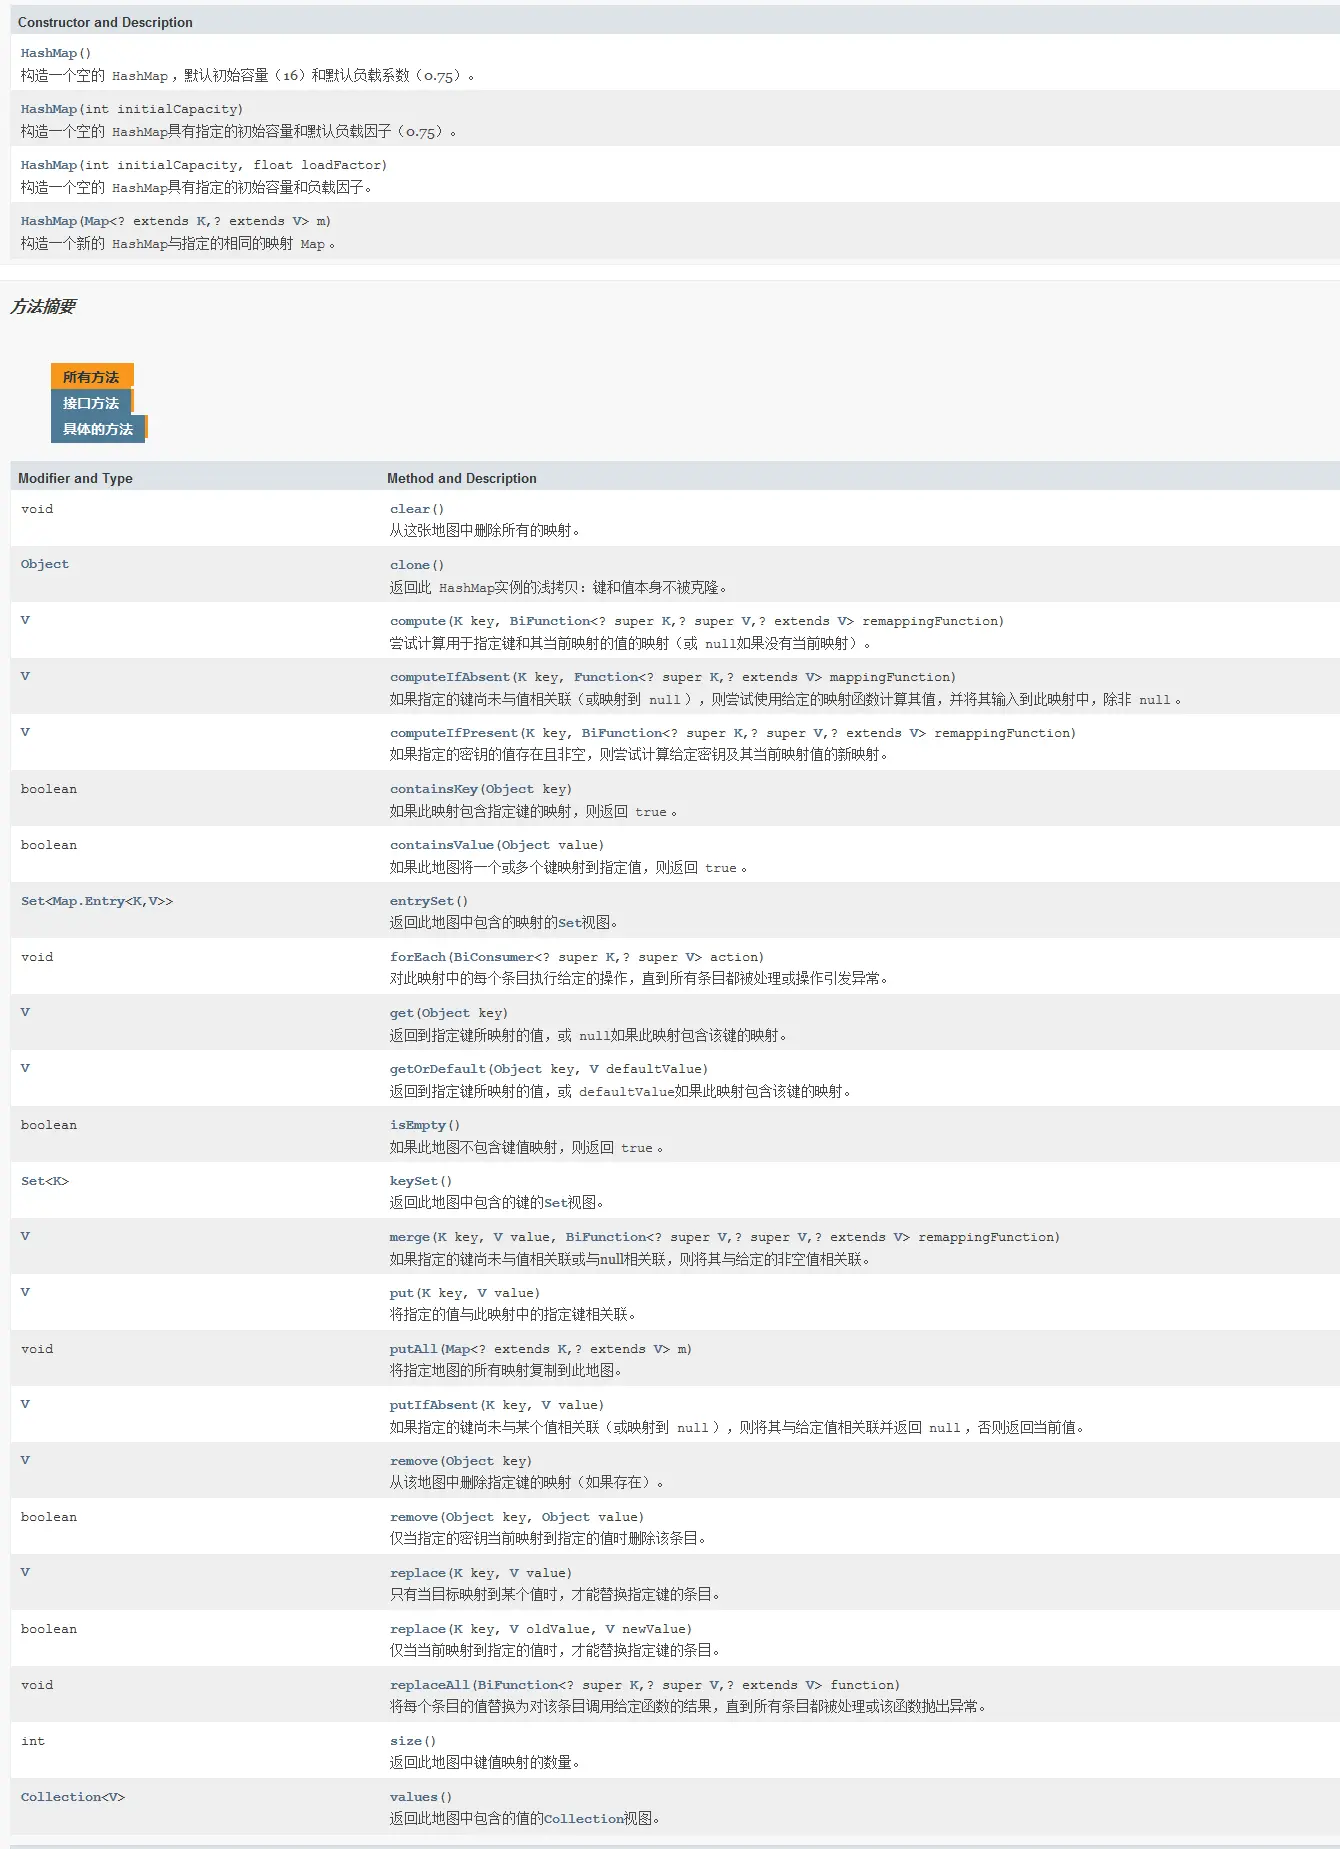 Constructor and Description
HashMap()
构造一个空的 HashMap ，默认初始容量（16）和默认负载系数（0.75）。
HashMap(int initialCapacity)
构造一个空的 HashMap具有指定的初始容量和默认负载因子（0.75）。
HashMap(int initialCapacity, float loadFactor)
构造一个空的 HashMap具有指定的初始容量和负载因子。
HashMap(Map<? extends K,? extends V> m)
构造一个新的 HashMap与指定的相同的映射 Map 。
方法摘要
所有方法
接口方法
具体的方法
Modifier and Type Method and Description
void clear()
从这张地图中删除所有的映射。
Object clone()
返回此 HashMap实例的浅拷贝：键和值本身不被克隆。
V compute(K key, BiFunction<? super K,? super V,? extends V> remappingFunction)
尝试计算用于指定键和其当前映射的值的映射（或 null如果没有当前映射）。
V computeIfAbsent(K key, Function<? super K,? extends V> mappingFunction)
如果指定的键尚未与值相关联（或映射到 null ），则尝试使用给定的映射函数计算其值，并将其输入到此映射中，除非 null 。
V computeIfPresent(K key, BiFunction<? super K,? super V,? extends V> remappingFunction)
如果指定的密钥的值存在且非空，则尝试计算给定密钥及其当前映射值的新映射。
boolean containsKey(Object key)
如果此映射包含指定键的映射，则返回 true 。
boolean containsValue(Object value)
如果此地图将一个或多个键映射到指定值，则返回 true 。
Set<Map.Entry<K,V>> entrySet()
返回此地图中包含的映射的Set视图。
void forEach(BiConsumer<? super K,? super V> action)
对此映射中的每个条目执行给定的操作，直到所有条目都被处理或操作引发异常。
V get(Object key)
返回到指定键所映射的值，或 null如果此映射包含该键的映射。
V getOrDefault(Object key, V defaultValue)
返回到指定键所映射的值，或 defaultValue如果此映射包含该键的映射。
boolean isEmpty()
如果此地图不包含键值映射，则返回 true 。
Set<K> keySet()
返回此地图中包含的键的Set视图。
V merge(K key, V value, BiFunction<? super V,? super V,? extends V> remappingFunction)
如果指定的键尚未与值相关联或与null相关联，则将其与给定的非空值相关联。
V put(K key, V value)
将指定的值与此映射中的指定键相关联。
void putAll(Map<? extends K,? extends V> m)
将指定地图的所有映射复制到此地图。
V putIfAbsent(K key, V value)
如果指定的键尚未与某个值相关联（或映射到 null ），则将其与给定值相关联并返回 null ，否则返回当前值。
V remove(Object key)
从该地图中删除指定键的映射（如果存在）。
boolean remove(Object key, Object value)
仅当指定的密钥当前映射到指定的值时删除该条目。
V replace(K key, V value)
只有当目标映射到某个值时，才能替换指定键的条目。
boolean replace(K key, V oldValue, V newValue)
仅当当前映射到指定的值时，才能替换指定键的条目。
void replaceAll(BiFunction<? super K,? super V,? extends V> function)
将每个条目的值替换为对该条目调用给定函数的结果，直到所有条目都被处理或该函数抛出异常。
int size()
返回此地图中键值映射的数量。
Collection<V> values()
返回此地图中包含的值的Collection视图。